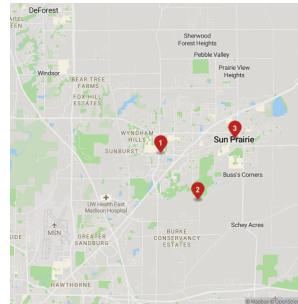 DeForest
Sherwood
Forest Heights
Pebble Valley
Windsor
Prairie View
Heights
BEAR TREE
FARMS
FOX HILL
ESTATES
WYNDHAM
HILLS
3
1
Sun Prairie
SUNBURST
Buss's Corners
2
UW Health East
Madison Hospital
MSN
Schey Acres
SIDE
GREATER
SANDBURG
BURKE
CONSERVANCY
ESTATES
HAWTHORNE